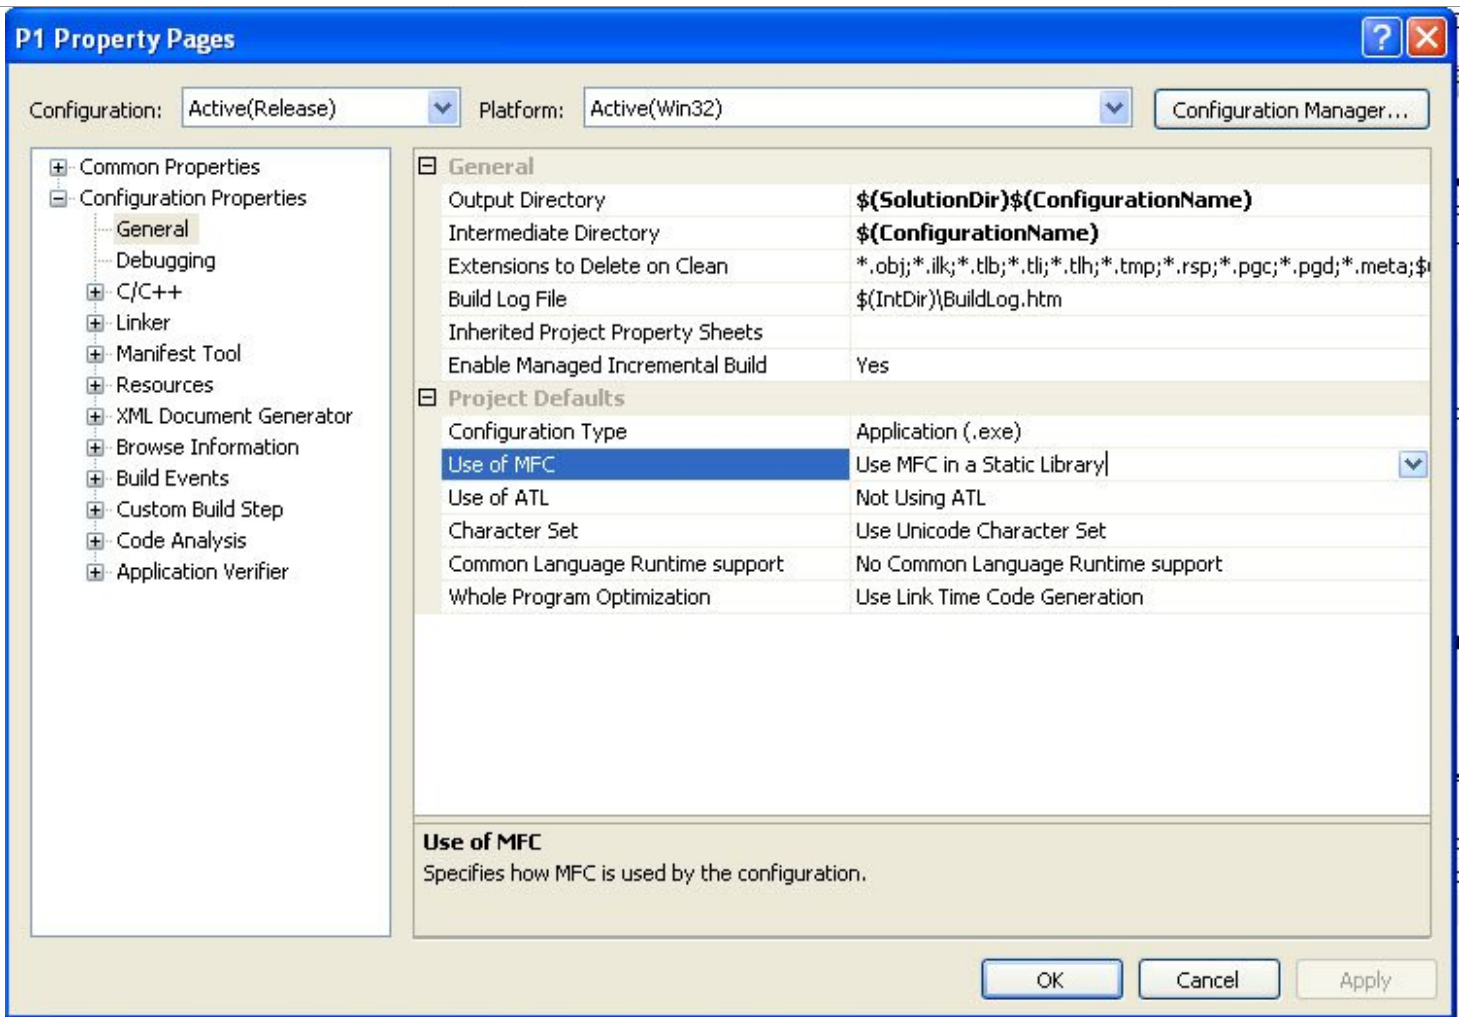 P1 Property Pages
Configuration: Active(Release) Platform: Active(Win32) Configuration Manager...
Common Properties
Configuration Properties
General
Debugging
C/C++
Linker
Manifest Tool
Resources
XML Document Generator
Browse Information
Build Events
Custom Build Step
Code Analysis
Application Verifier
General
Output Directory $(SolutionDir)$(ConfigurationName)
Intermediate Directory $(ConfigurationName)
Extensions to Delete on Clean *.obj;*.ilk;*.tlb;*.tli;*.tlh;*.tmp;*.rsp;*.pgc;*.pgd;*.meta;$(
Build Log File $(IntDir)\BuildLog.htm
Inherited Project Property Sheets
Enable Managed Incremental Build Yes
Project Defaults
Configuration Type Application (.exe)
Use of MFC Use MFC in a Static Library
Use of ATL Not Using ATL
Character Set Use Unicode Character Set
Common Language Runtime support No Common Language Runtime support
Whole Program Optimization Use Link Time Code Generation
Use of MFC
Specifies how MFC is used by the configuration.
OK Cancel Apply